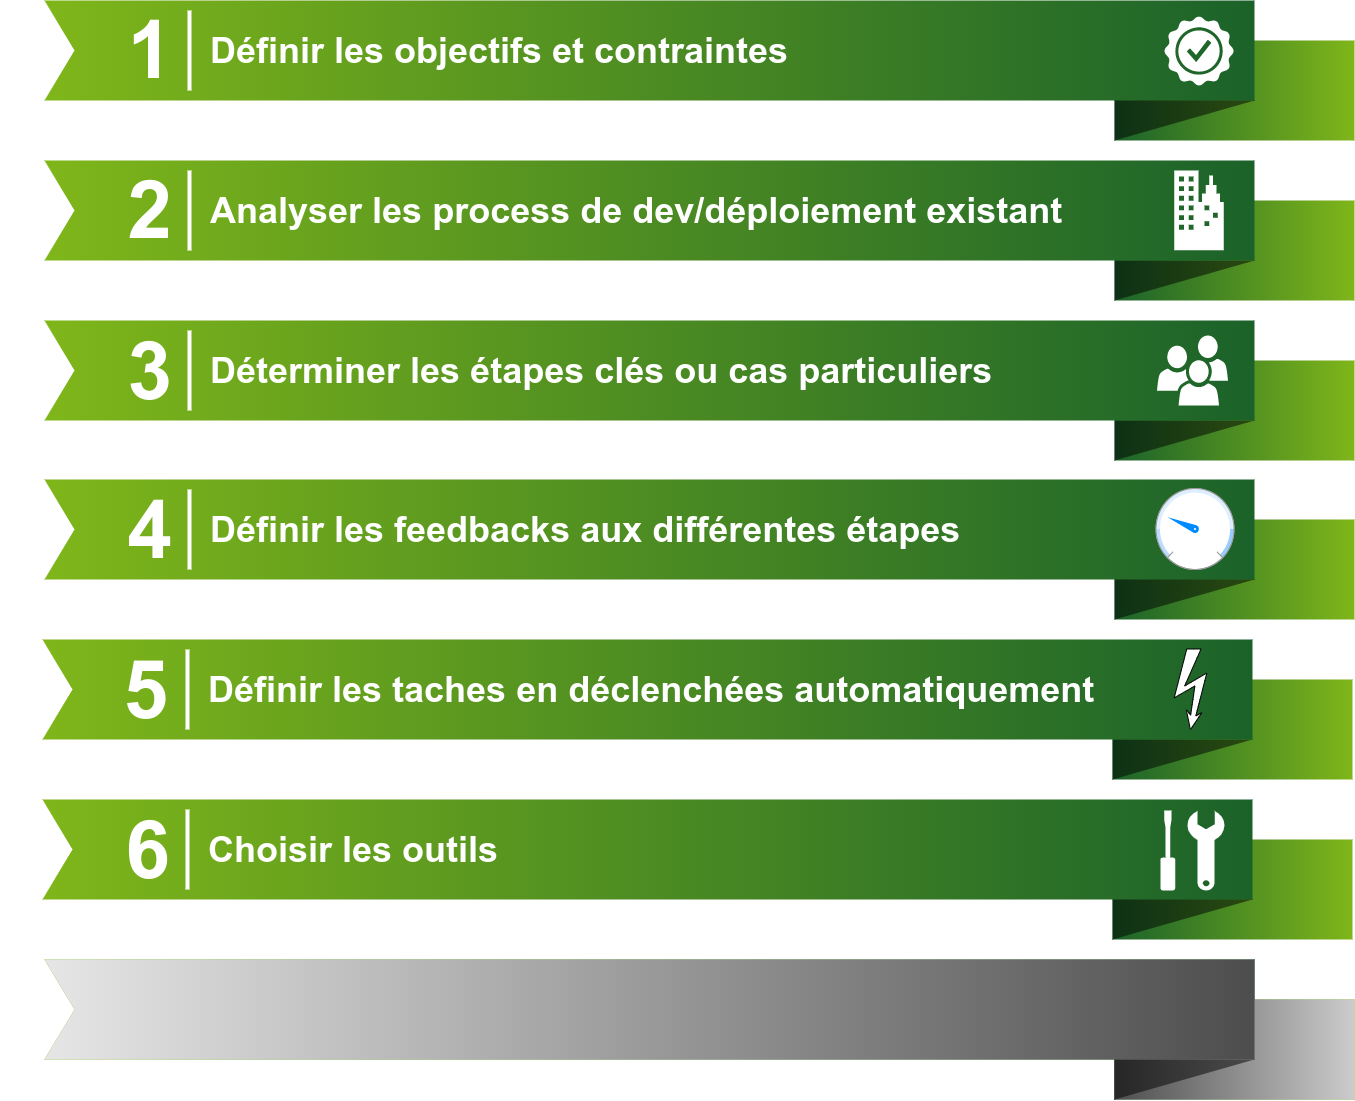 1 Définir les objectifs et contraintes
2 Analyser les process de dev/déploiement existant
3 Déterminer les étapes clés ou cas particuliers
4 Définir les feedbacks aux différentes étapes
5 Définir les taches en déclenchées automatiquement
6 Choisir les outils